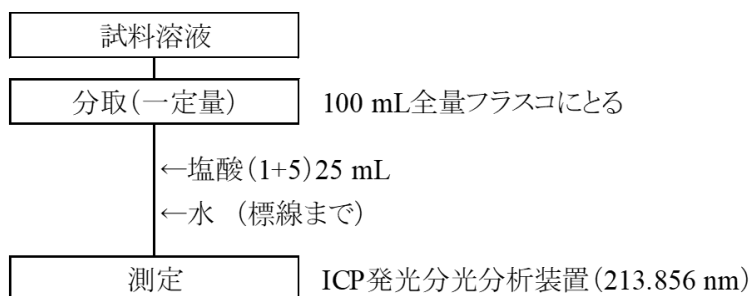 試料溶液
分取(一定量) 100 mL全量フラスコにとる
←塩酸(1+5)25 mL
←水 (標線まで)
測定 ICP発光分光分析装置(213.856 nm)